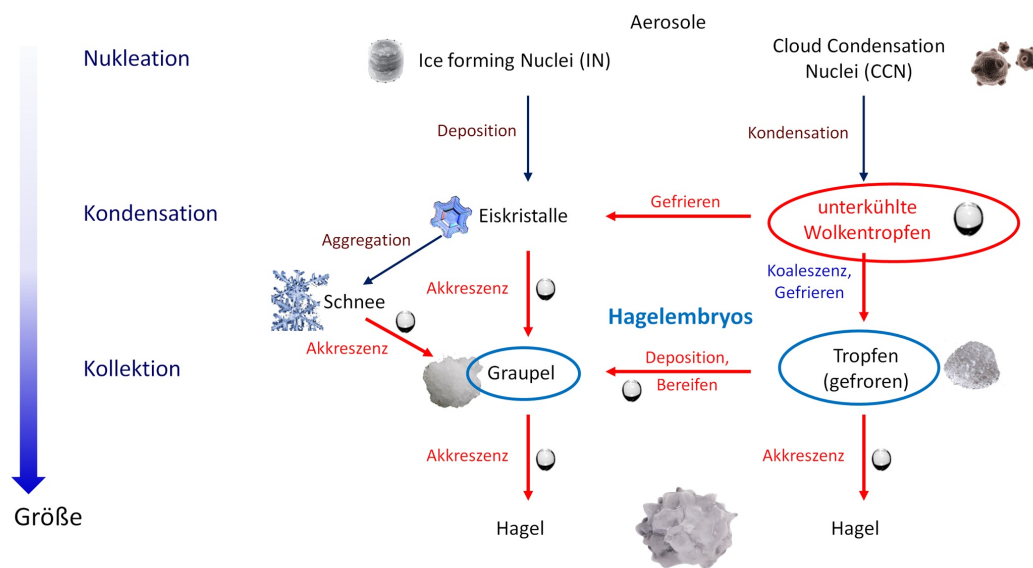 Aerosole
Nukleation
Ice forming Nuclei (IN)
Cloud Condensation
Nuclei (CCN)
Deposition
Kondensation
Kondensation
Eiskristalle
Gefrieren
unterkühlte
Wolkentropfen
Aggregation
Schnee
Akkreszenz
Koaleszenz,
Gefrieren
Hagelembryos
Akkreszenz
Kollektion
Graupel
Deposition,
Bereifen
Tropfen
(gefroren)
Akkreszenz
Akkreszenz
Größe
Hagel
Hagel